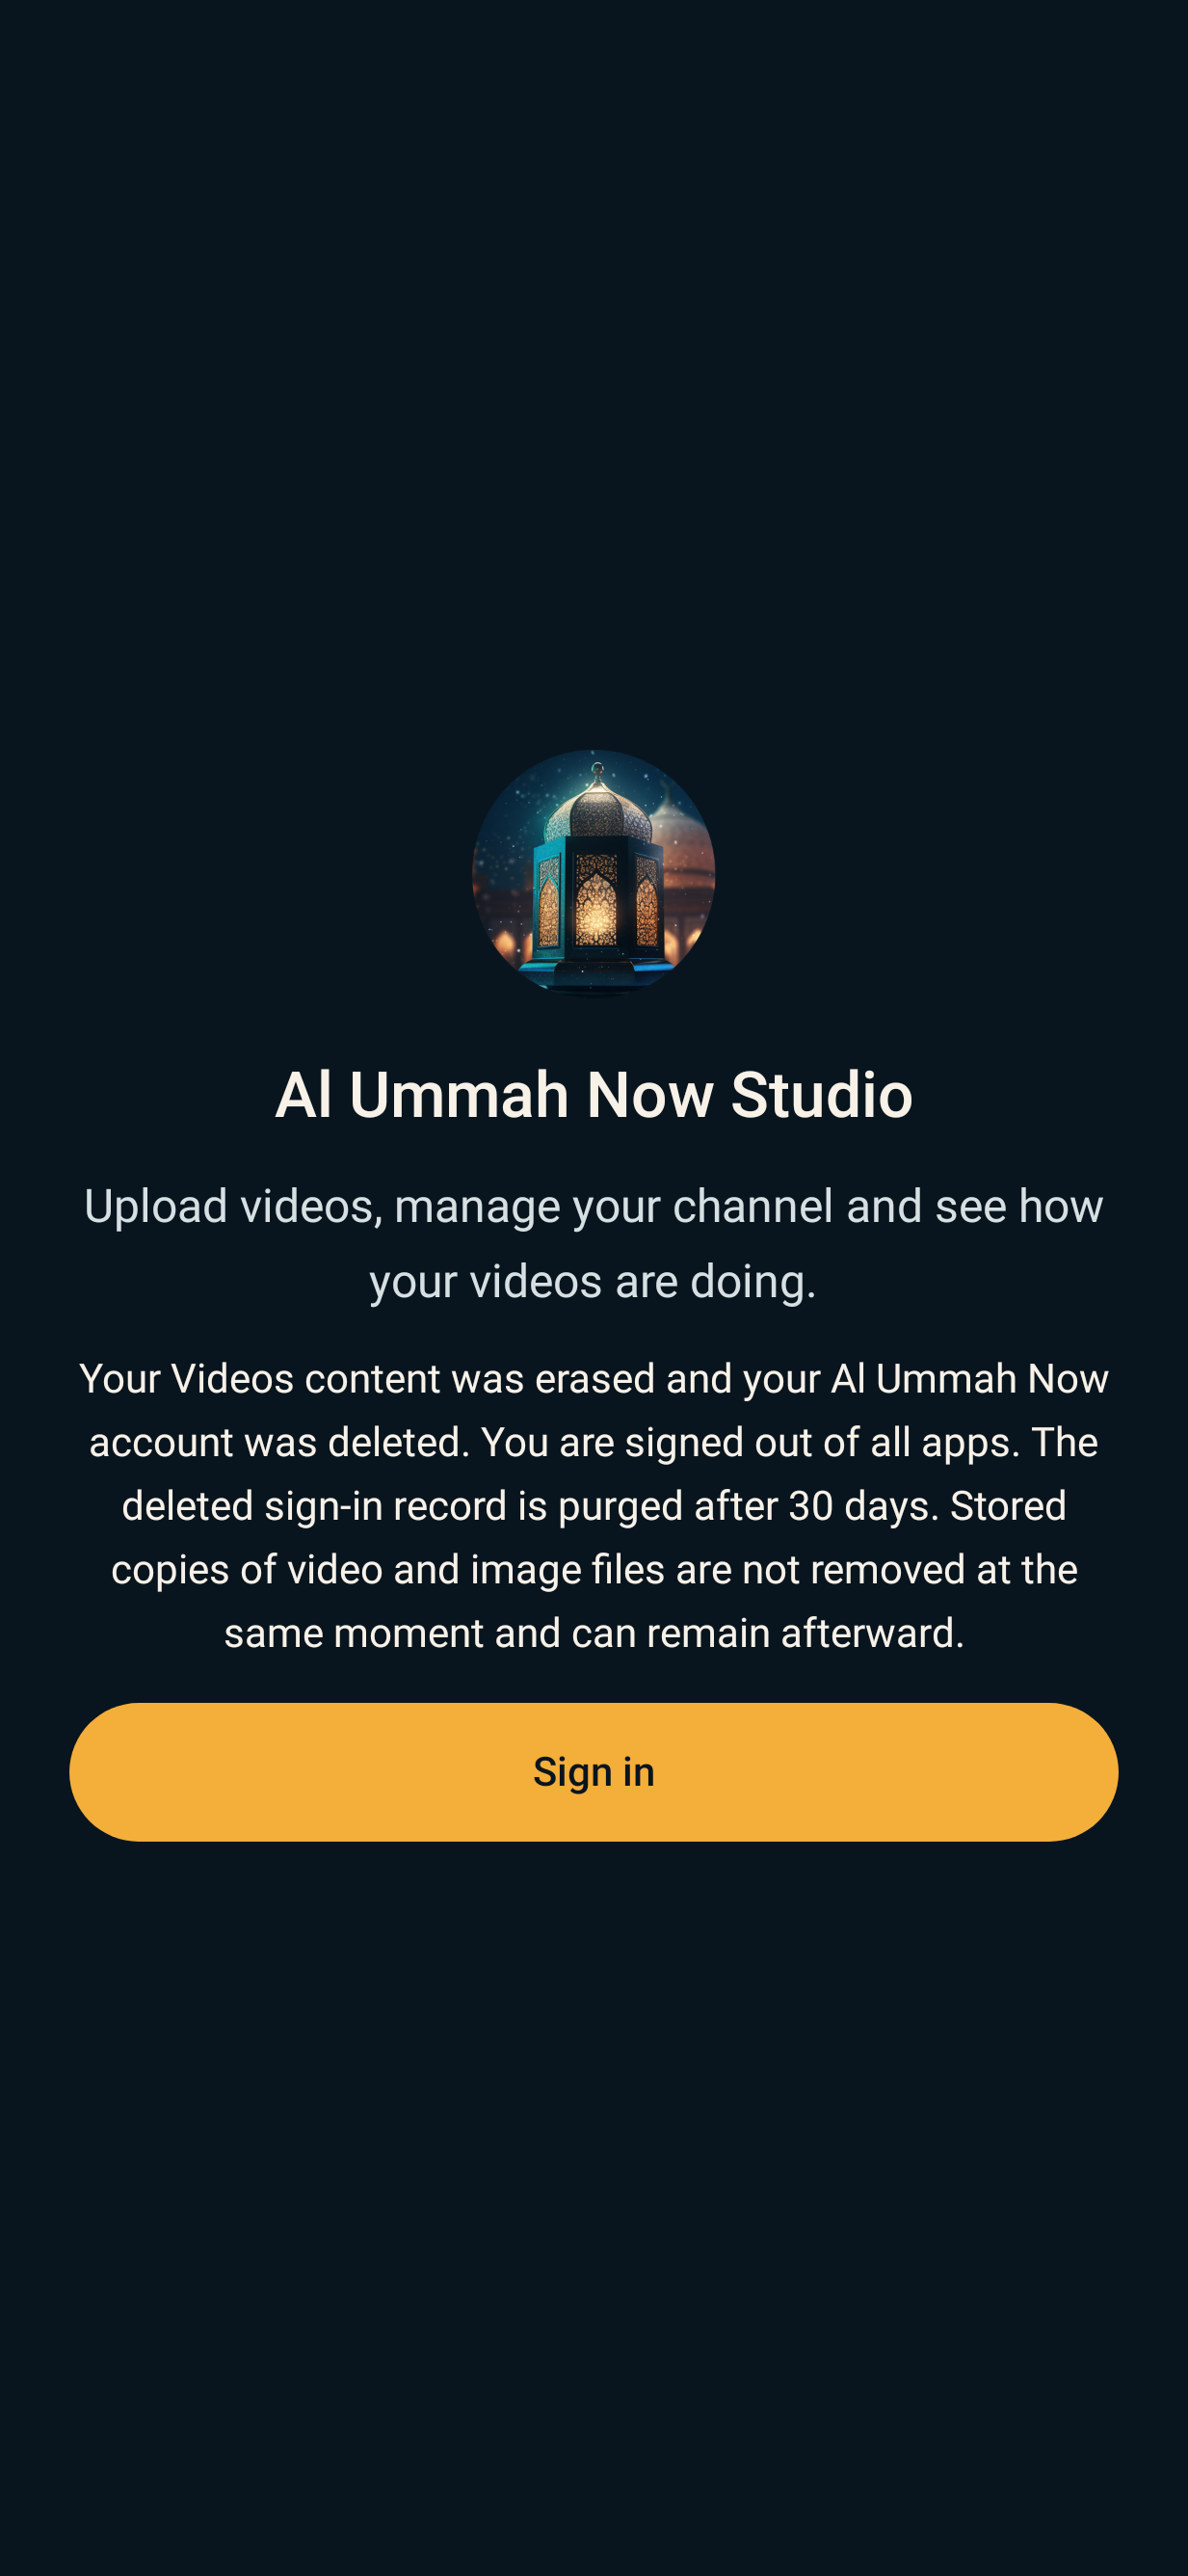 Al Ummah Now Studio
Upload videos, manage your channel and see how
your videos are doing.
Your Videos content was erased and your Al Ummah Now
account was deleted. You are signed out of all apps. The
deleted sign-in record is purged after 30 days. Stored
copies of video and image files are not removed at the
same moment and can remain afterward.
Sign in